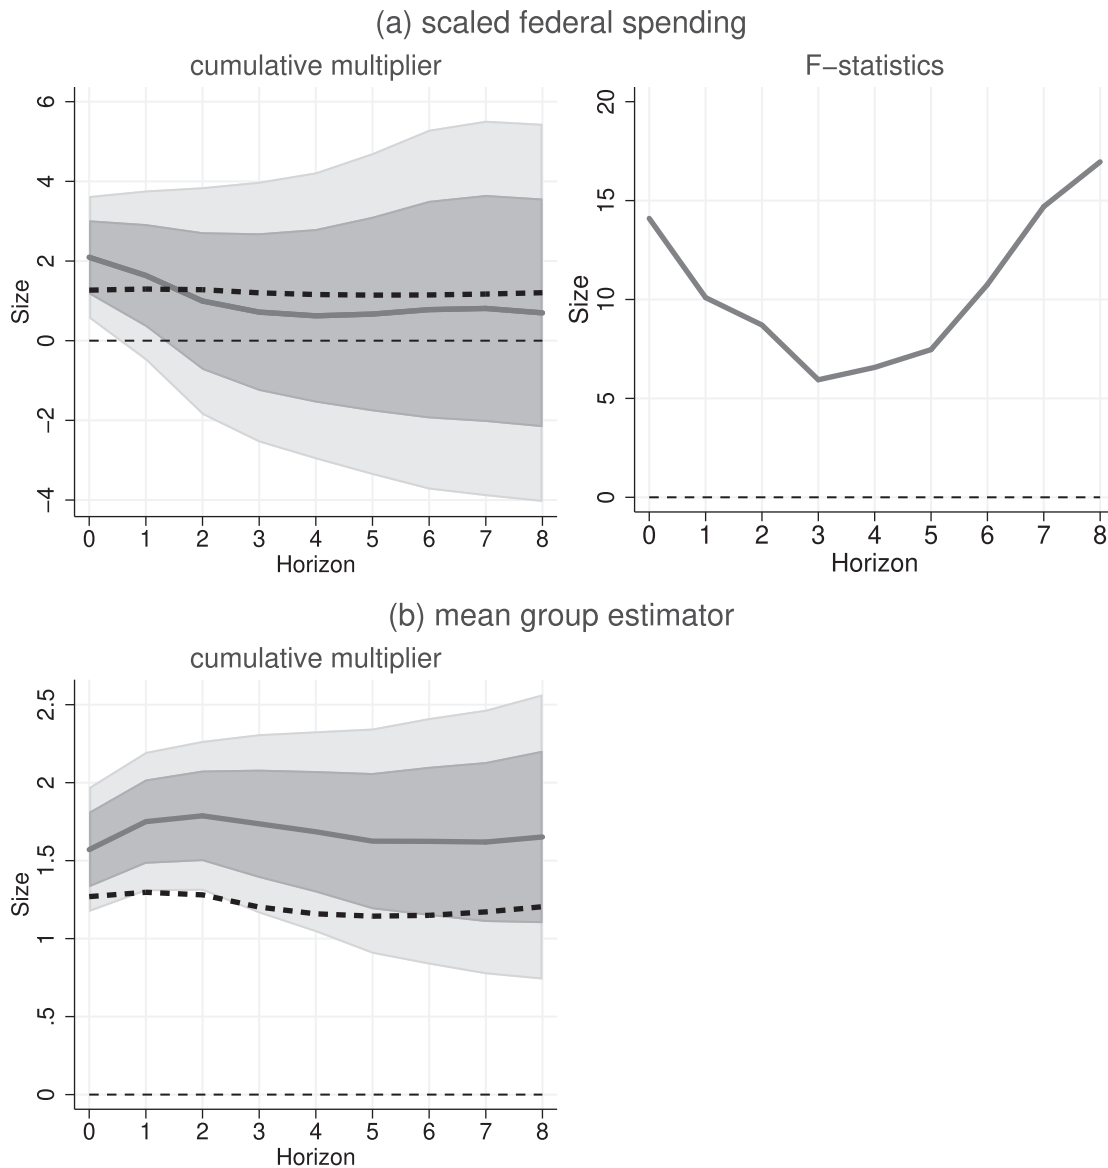 (a) scaled federal spending
cumulative multiplier
Size
6
4
2
0
−2
−4
0 1 2 3 4 5 6 7 8
Horizon
F−statistics
Size
20
15
10
5
0
0 1 2 3 4 5 6 7 8
Horizon
(b) mean group estimator
cumulative multiplier
Size
2.5
2
1.5
1
.5
0
0 1 2 3 4 5 6 7 8
Horizon